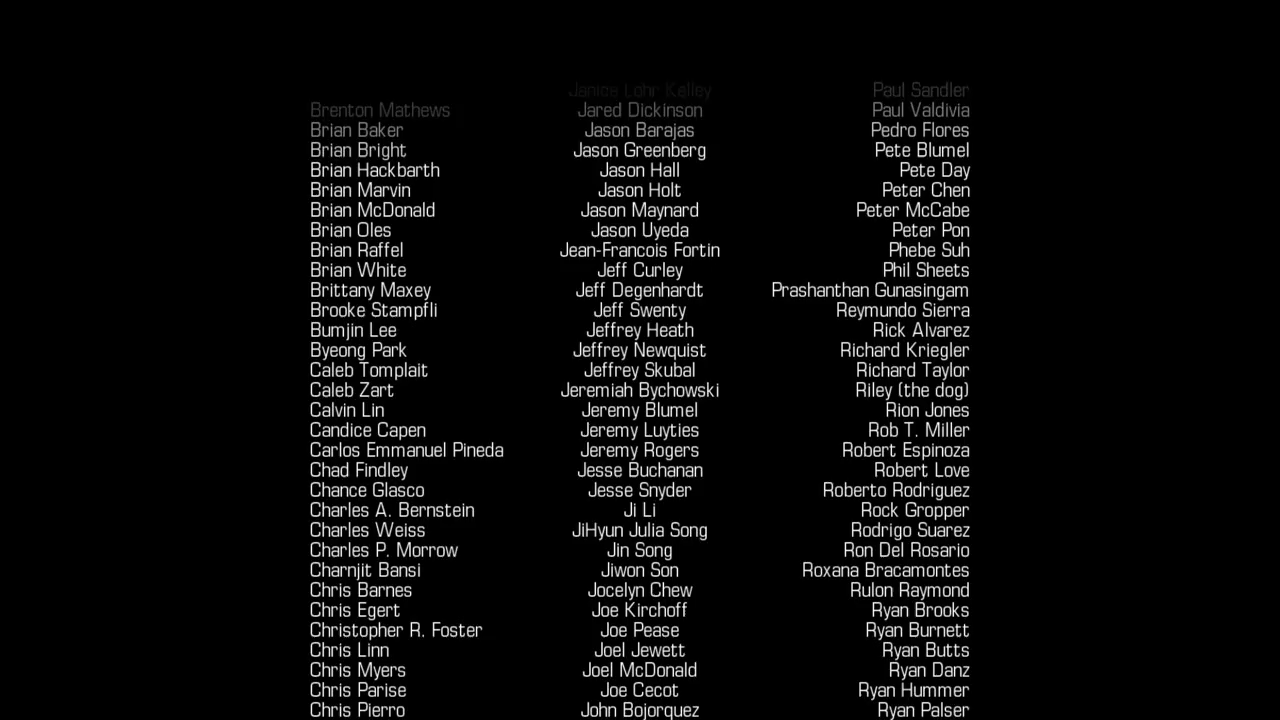 Janice Lohr Kelley Paul Sandler
Brenton Mathews Jared Dickinson Paul Valdivia
Brian Baker Jason Barajas Pedro Flores
Brian Bright Jason Greenberg Pete Blumel
Brian Hackbarth Jason Hall Pete Day
Brian Marvin Jason Holt Peter Chen
Brian McDonald Jason Maynard Peter McCabe
Brian Oles Jason Uyeda Peter Pon
Brian Raffel Jean-Francois Fortin Phebe Suh
Brian White Jeff Curley Phil Sheets
Brittany Maxey Jeff Degenhardt Prashanthan Gunasingam
Brooke Stampfli Jeff Swenty Reymundo Sierra
Bumjin Lee Jeffrey Heath Rick Alvarez
Byeong Park Jeffrey Newquist Richard Kriegler
Caleb Tomplait Jeffrey Skubal Richard Taylor
Caleb Zart Jeremiah Bychowski Riley (the dog)
Calvin Lin Jeremy Blumel Rion Jones
Candice Capen Jeremy Luyties Rob T. Miller
Carlos Emmanuel Pineda Jeremy Rogers Robert Espinoza
Chad Findley Jesse Buchanan Robert Love
Chance Glasco Jesse Snyder Roberto Rodriguez
Charles A. Bernstein Ji Li Rock Gropper
Charles Weiss JiHyun Julia Song Rodrigo Suarez
Charles P. Morrow Jin Song Ron Del Rosario
Charnjit Bansi Jiwon Son Roxana Bracamontes
Chris Barnes Jocelyn Chew Rulon Raymond
Chris Egert Joe Kirchoff Ryan Brooks
Christopher R. Foster Joe Pease Ryan Burnett
Chris Linn Joel Jewett Ryan Butts
Chris Myers Joel McDonald Ryan Danz
Chris Parise Joe Cecot Ryan Hummer
Chris Pierro John Bojorquez Ryan Palser